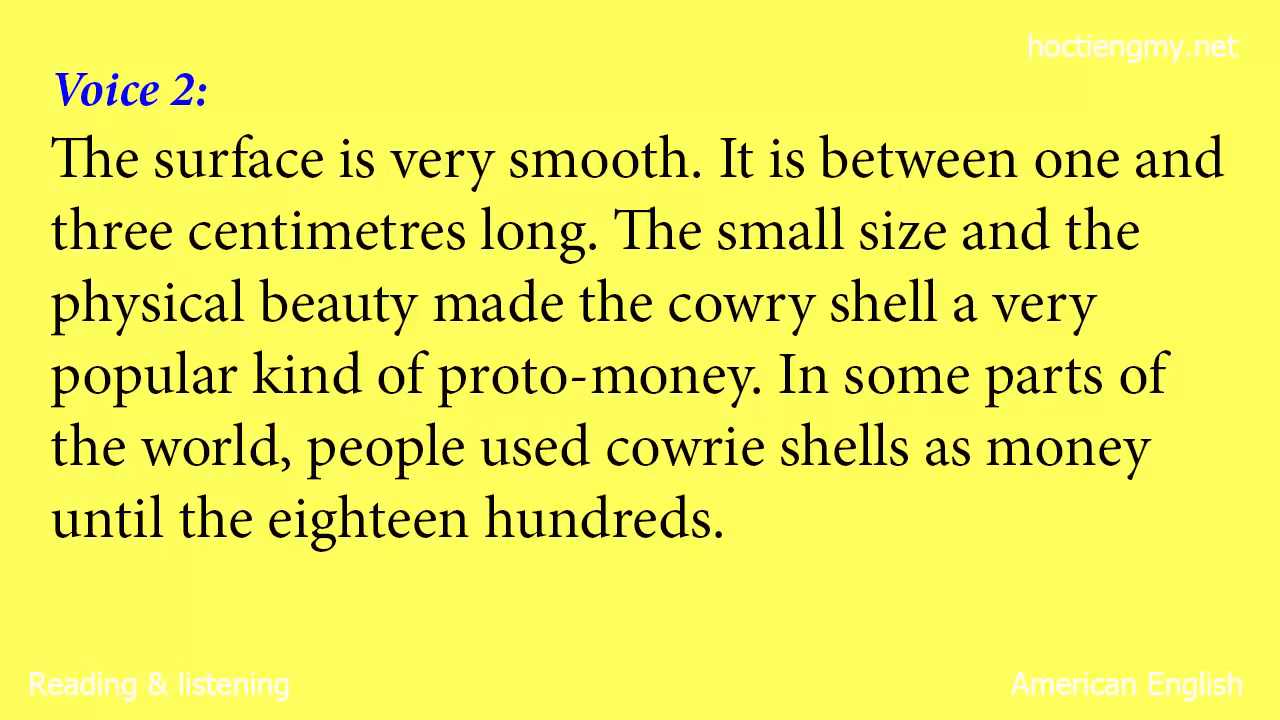 hoctiengmy.net
Voice 2:
The surface is very smooth. It is between one and
three centimetres long. The small size and the
physical beauty made the cowry shell a very
popular kind of proto-money. In some parts of
the world, people used cowrie shells as money
until the eighteen hundreds.
Reading & listening
American English